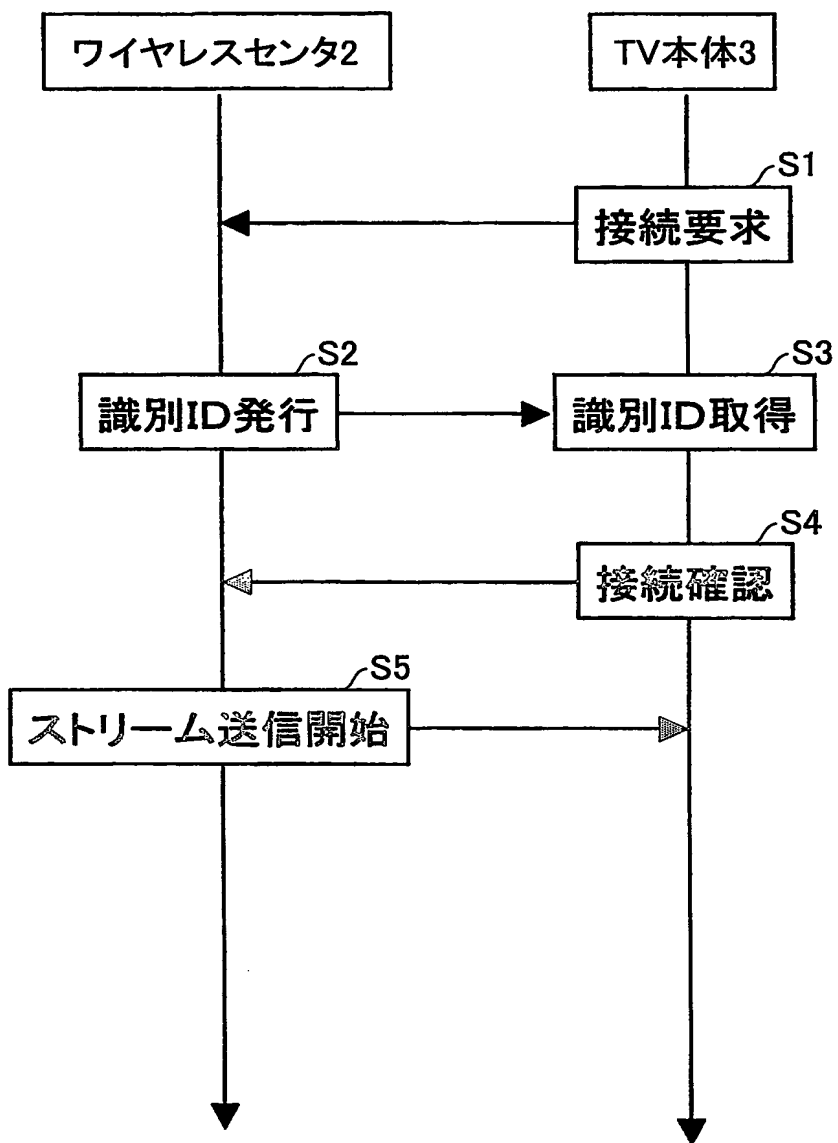 ワイヤレスセンタ2
TV本体3
S1
接続要求
S2
識別ID発行
S3
識別ID取得
S4
接続確認
S5
ストリーム送信開始